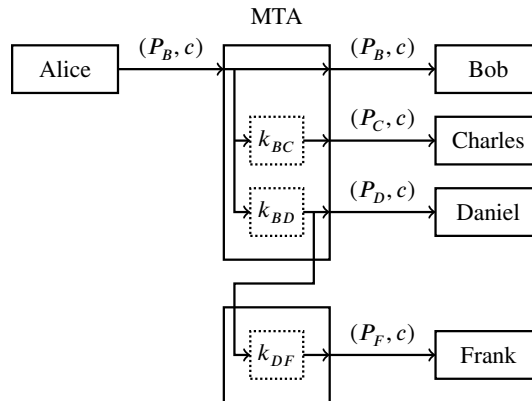 MTA
Alice (P_B, c) (P_B, c) Bob
k_BC (P_C, c) Charles
k_BD (P_D, c) Daniel
k_DF (P_F, c) Frank